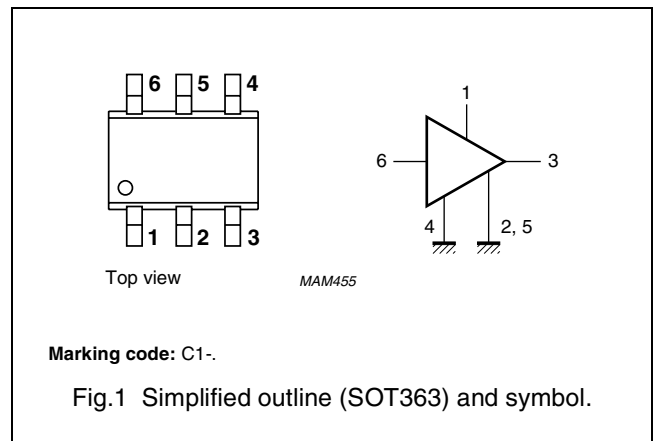 6 5 4
1 2 3
Top view
1
6 3
4 2, 5
MAM455
Marking code: C1-.
Fig.1 Simplified outline (SOT363) and symbol.